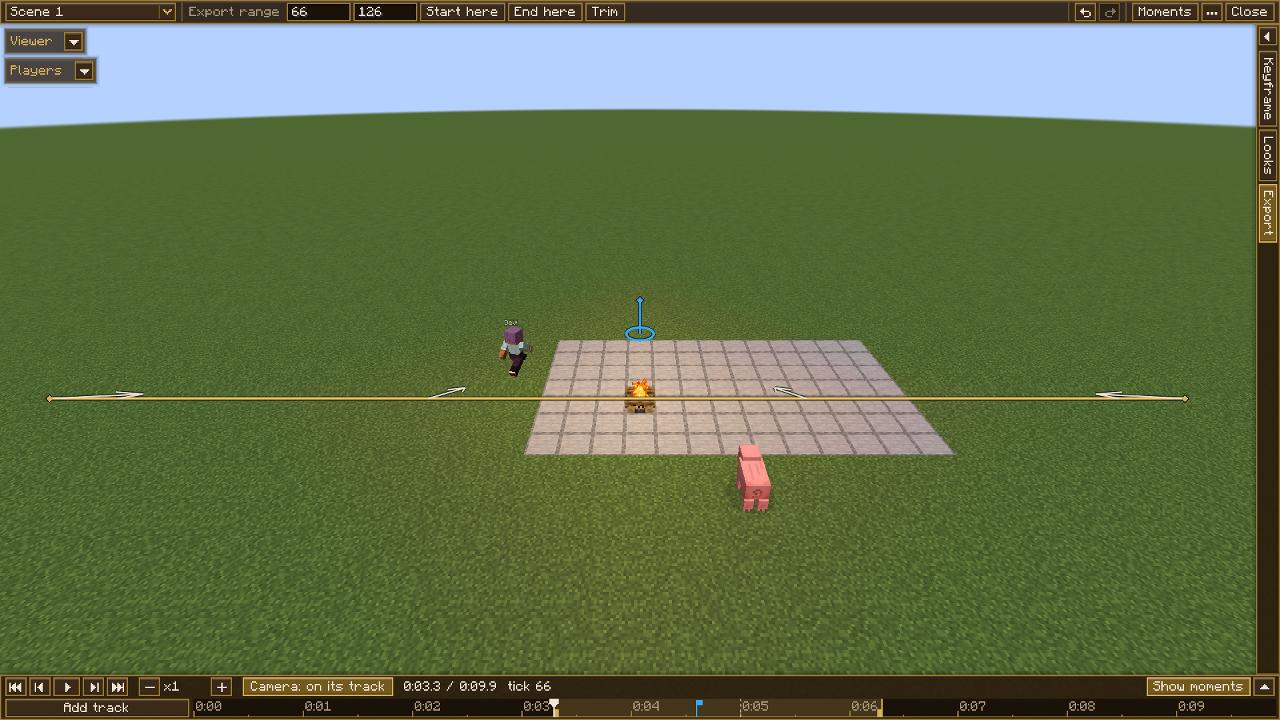 Scene 1 Export range 66 126 Start here End here Trim Moments ... Close
Viewer
Players
Keyframe
Looks
Export
x1 Camera: on its track 0:03.3 / 0:09.9 tick 66 Show moments
Add track 0:00 0:01 0:02 0:03 0:04 0:05 0:06 0:07 0:08 0:09